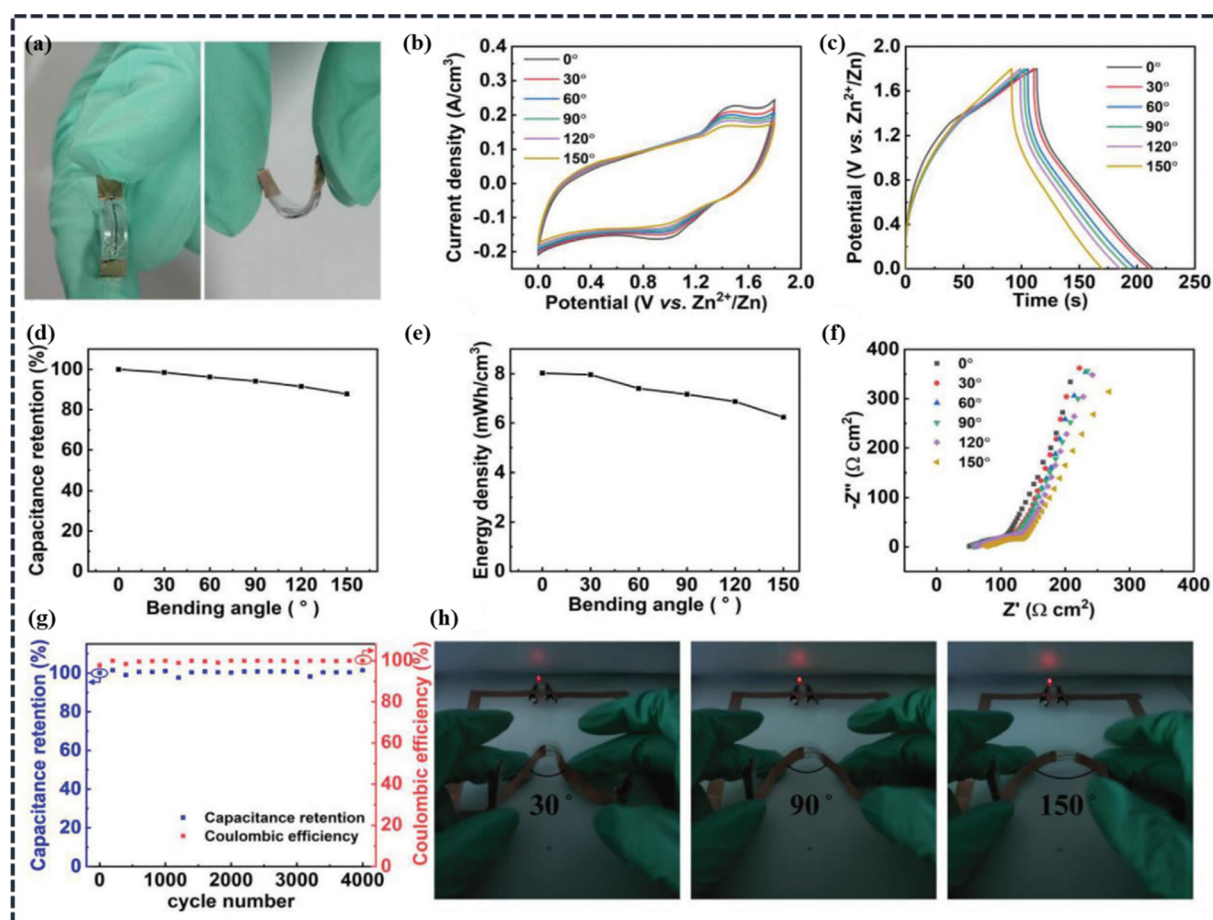 (a)
(b)
Current density (A/cm3)
0.4
0.3
0.2
0.1
0.0
-0.1
-0.2
0°
30°
60°
90°
120°
150°
0.0 0.4 0.8 1.2 1.6 2.0
Potential (V vs. Zn2+/Zn)
(c)
Potential (V vs. Zn2+/Zn)
2.0
1.6
1.2
0.8
0.4
0.0
0°
30°
60°
90°
120°
150°
0 50 100 150 200 250
Time (s)
(d)
Capacitance retention (%)
100
80
60
40
20
0
0 30 60 90 120 150
Bending angle ( ° )
(e)
Energy density (mWh/cm3)
8
6
4
2
0
0 30 60 90 120 150
Bending angle ( ° )
(f)
-Z'' (Ω cm2)
400
300
200
100
0
0°
30°
60°
90°
120°
150°
0 100 200 300 400
Z' (Ω cm2)
(g)
Capacitance retention (%)
100
80
60
40
20
0
Capacitance retention
Coulombic efficiency
100
80
60
40
20
0
Coulombic efficiency (%)
0 1000 2000 3000 4000
cycle number
(h)
30°
90°
150°